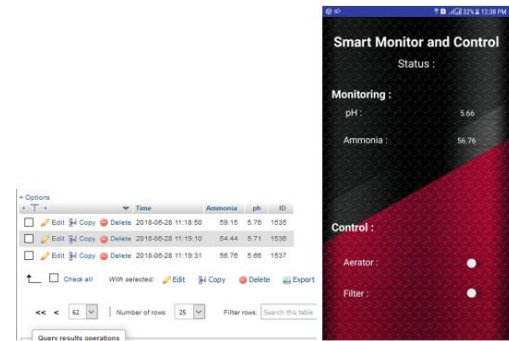 + Options
Time Ammonia ph ID
Edit Copy Delete 2018-06-28 11:18:50 59.15 5.76 1535
Edit Copy Delete 2018-06-28 11:19:10 54.44 5.71 1536
Edit Copy Delete 2018-06-28 11:19:31 56.76 5.66 1537
Check all With selected: Edit Copy Delete Export
<< < 62 Number of rows: 25 Filter rows: Search this table
Query results operations
32% 12:38 PM
Smart Monitor and Control
Status :
Monitoring :
pH : 5.66
Ammonia : 56.76
Control :
Aerator :
Filter :